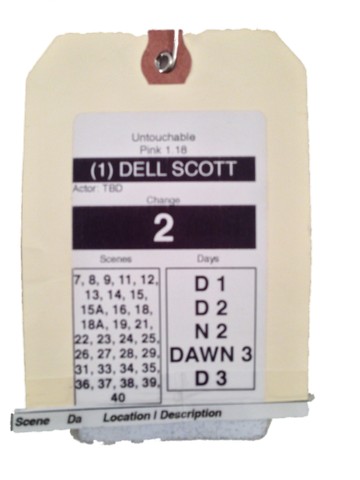 Untouchable
Pink 1.18
(1) DELL SCOTT
Actor: TBD
Change
2
Scenes Days
7, 8, 9, 11, 12,
13, 14, 15,
15A, 16, 18,
18A, 19, 21,
22, 23, 24, 25,
26, 27, 28, 29,
31, 33, 34, 35,
36, 37, 38, 39,
40
D 1
D 2
N 2
DAWN 3
D 3
Scene Da Location / Description